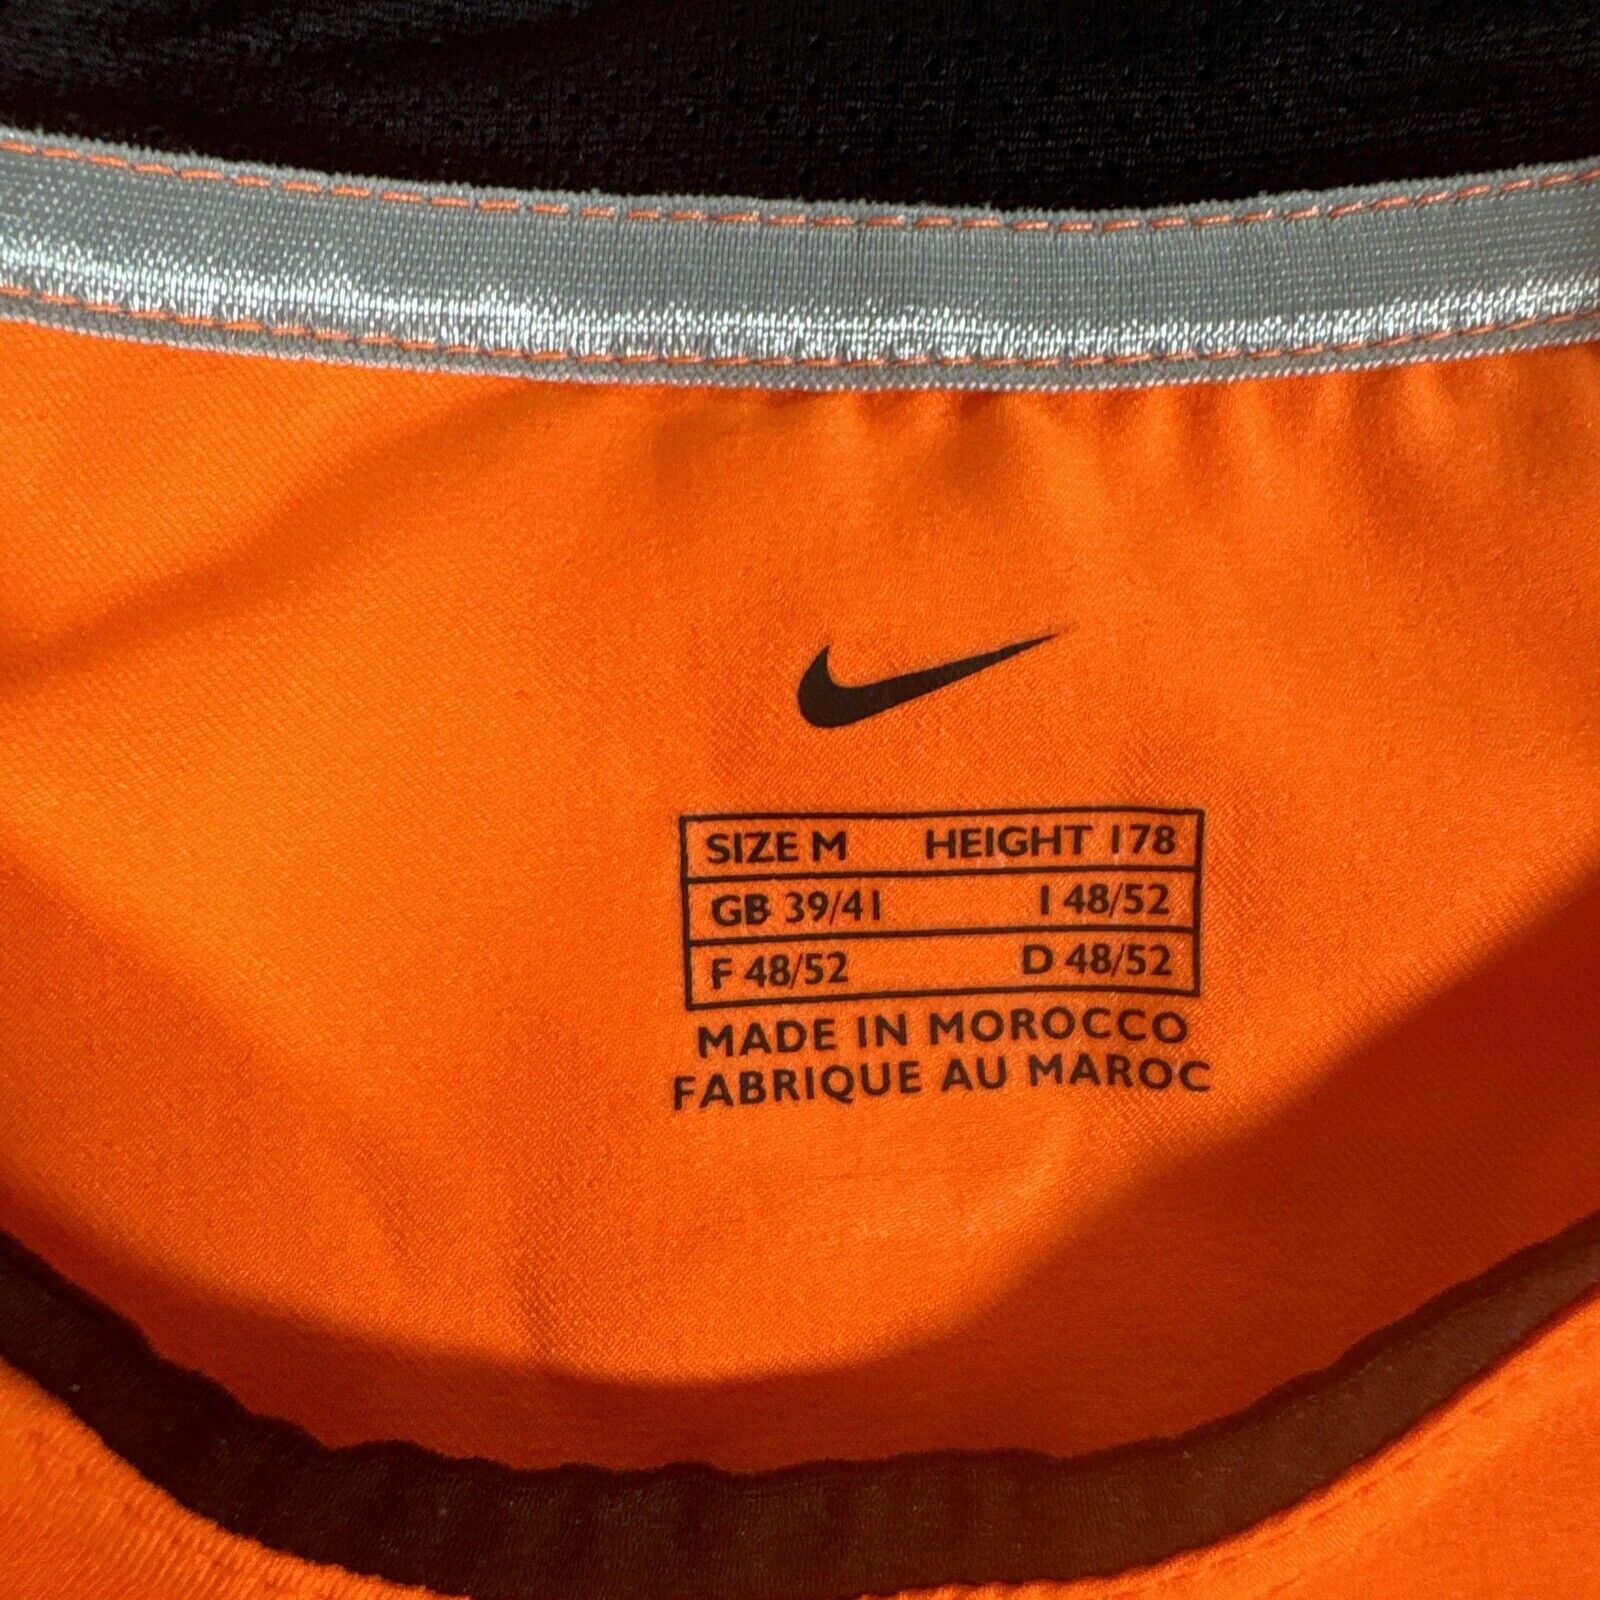 SIZE M HEIGHT 178
GB 39/41 I 48/52
F 48/52 D 48/52
MADE IN MOROCCO
FABRIQUE AU MAROC